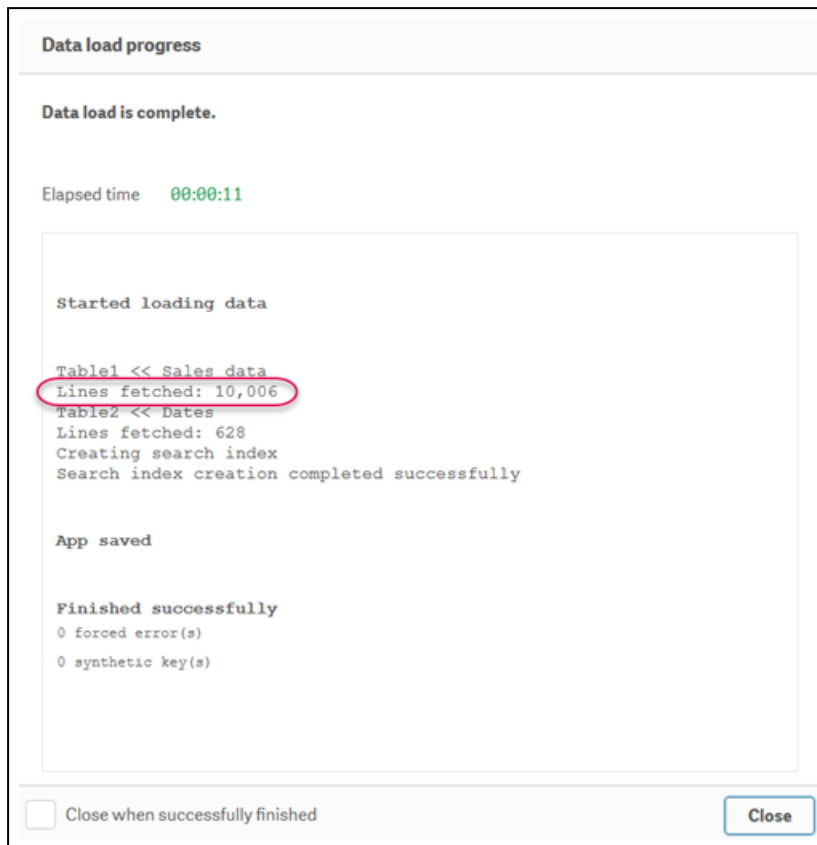 Data load progress
Data load is complete.
Elapsed time 00:00:11
Started loading data
Table1 << Sales data
Lines fetched: 10,006
Table2 << Dates
Lines fetched: 628
Creating search index
Search index creation completed successfully
App saved
Finished successfully
0 forced error(s)
0 synthetic key(s)
Close when successfully finished
Close